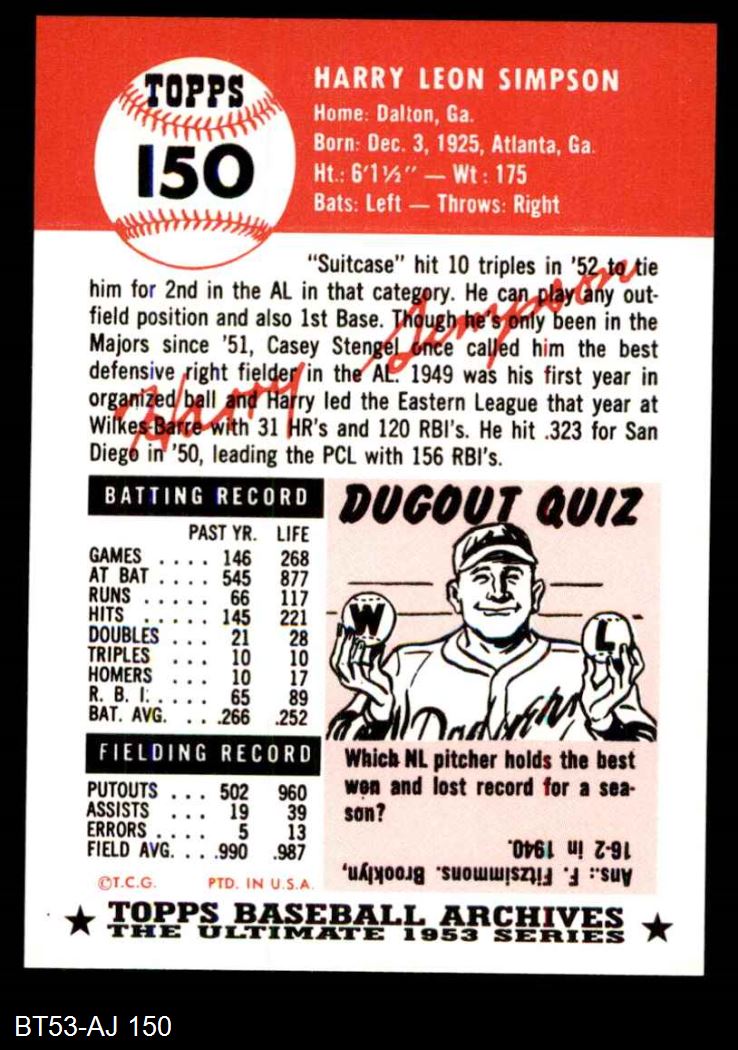 TOPPS
150
HARRY LEON SIMPSON
Home: Dalton, Ga.
Born: Dec. 3, 1925, Atlanta, Ga.
Ht.: 6'1½" — Wt: 175
Bats: Left — Throws: Right
"Suitcase" hit 10 triples in '52 to tie
him for 2nd in the AL in that category. He can play any out-
field position and also 1st Base. Though he's only been in the
Majors since '51, Casey Stengel once called him the best
defensive right fielder in the AL. 1949 was his first year in
organized ball and Harry led the Eastern League that year at
Wilkes-Barre with 31 HR's and 120 RBI's. He hit .323 for San
Diego in '50, leading the PCL with 156 RBI's.
Harry Simpson
BATTING RECORD
PAST YR. LIFE
GAMES .... 146 268
AT BAT .... 545 877
RUNS ..... 66 117
HITS ..... 145 221
DOUBLES ... 21 28
TRIPLES ... 10 10
HOMERS ... 10 17
R. B. I. .... 65 89
BAT. AVG. ... .266 .252
FIELDING RECORD
PUTOUTS ... 502 960
ASSISTS ... 19 39
ERRORS .... 5 13
FIELD AVG. ... .990 .987
©T.C.G. PTD. IN U.S.A.
DUGOUT QUIZ
W
L
Dodgers
Which NL pitcher holds the best
won and lost record for a sea-
son?
Ans.: F. Fitzsimmons. Brooklyn,
16-2 in 1940.
★ TOPPS BASEBALL ARCHIVES ★
THE ULTIMATE 1953 SERIES
BT53-AJ 150